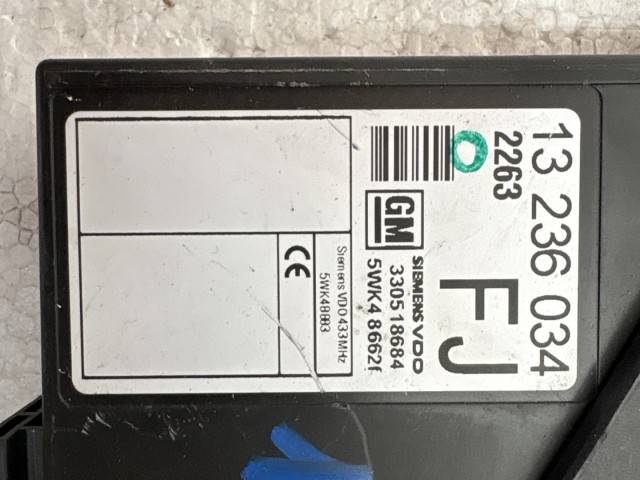 13 236 034
2263
FJ
GM
SIEMENS VDO
330518684
5WK4 8662f
Siemens VDO 433MHz
5WK48883
CE